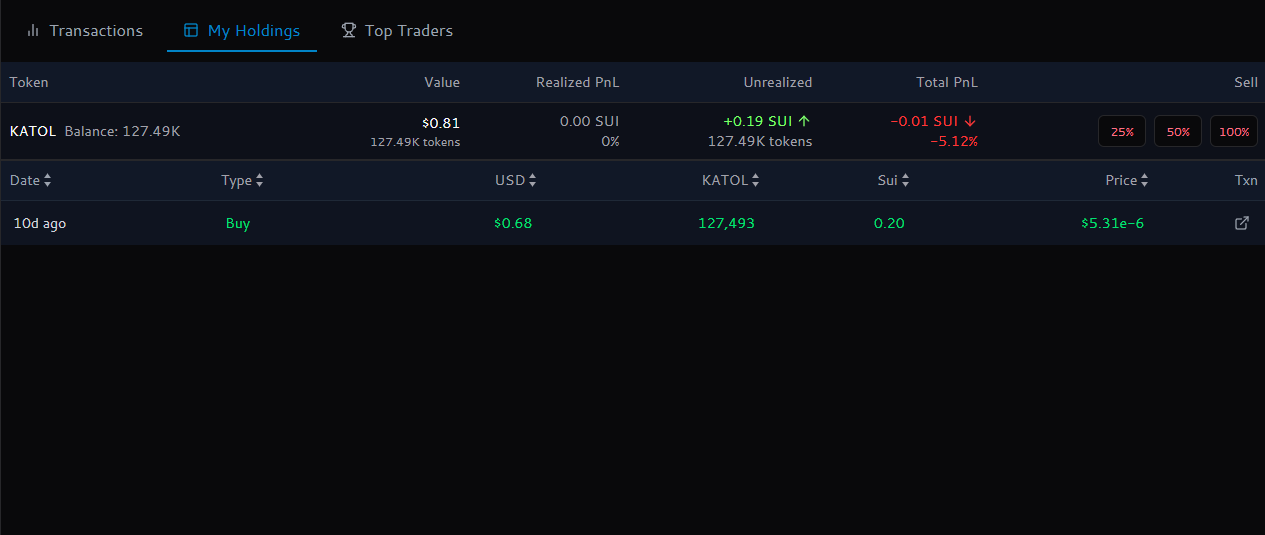 Transactions My Holdings Top Traders
Token Value Realized PnL Unrealized Total PnL Sell
KATOL Balance: 127.49K $0.81 0.00 SUI +0.19 SUI ↑ -0.01 SUI ↓ 25% 50% 100%
127.49K tokens 0% 127.49K tokens -5.12%
Date Type USD KATOL Sui Price Txn
10d ago Buy $0.68 127,493 0.20 $5.31e-6